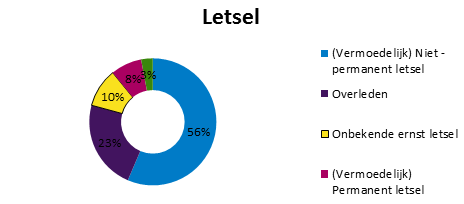 Letsel
3%
8%
10%
23%
56%
(Vermoedelijk) Niet -
permanent letsel
Overleden
Onbekende ernst letsel
(Vermoedelijk)
Permanent letsel